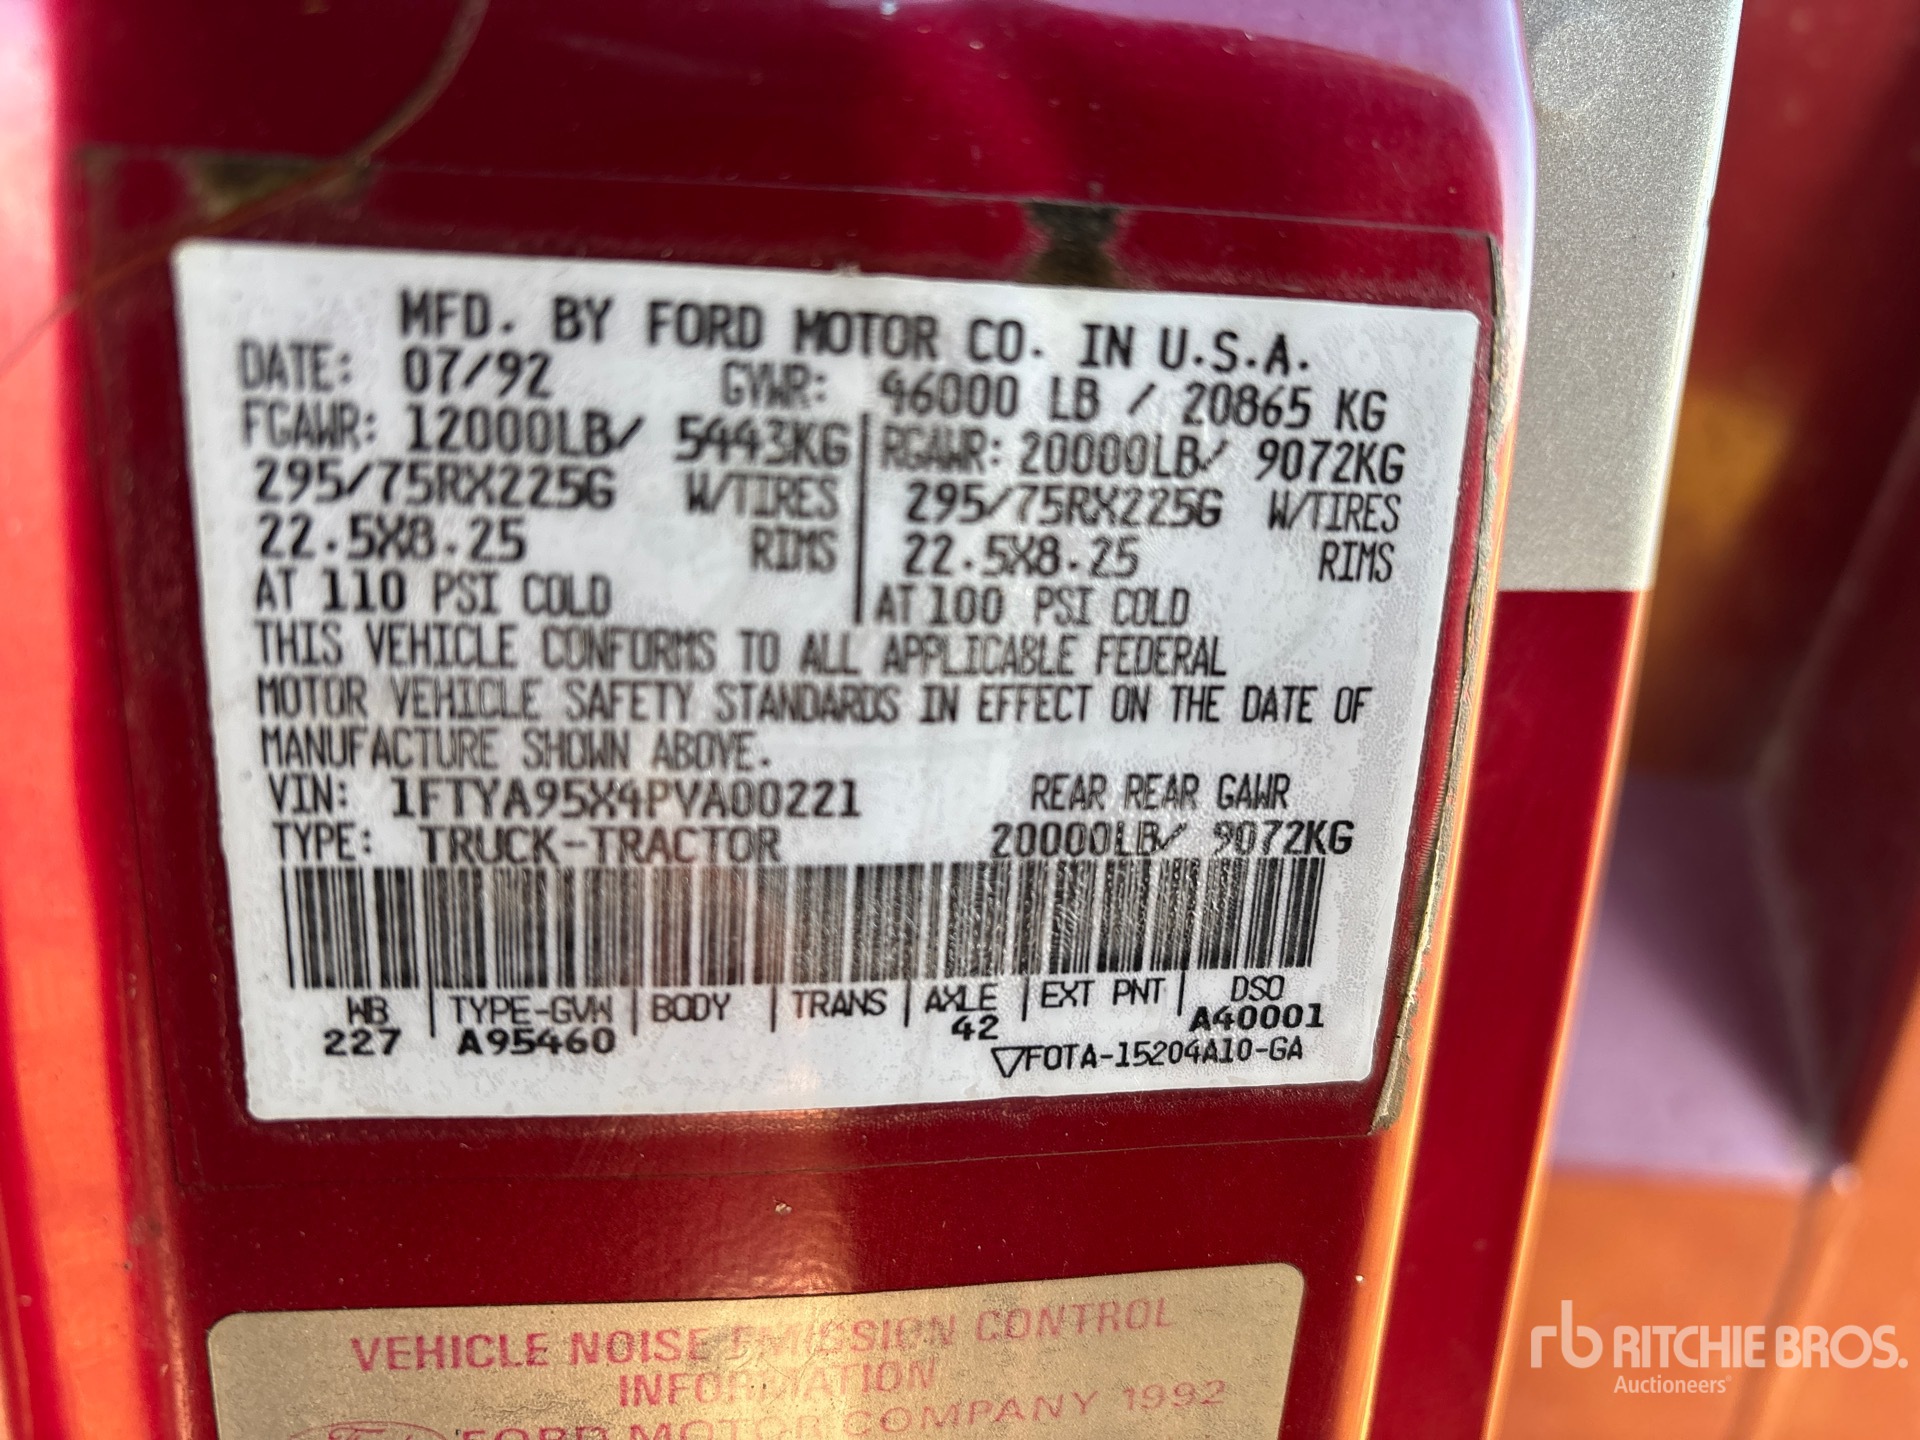 MFD. BY FORD MOTOR CO. IN U.S.A.
DATE: 07/92 GVWR: 46000 LB / 20865 KG
FGAWR: 12000LB/ 5443KG RGAWR: 20000LB/ 9072KG
295/75RX225G W/TIRES 295/75RX225G W/TIRES
22.5X8.25 RIMS 22.5X8.25 RIMS
AT 110 PSI COLD AT 100 PSI COLD
THIS VEHICLE CONFORMS TO ALL APPLICABLE FEDERAL
MOTOR VEHICLE SAFETY STANDARDS IN EFFECT ON THE DATE OF
MANUFACTURE SHOWN ABOVE.
VIN: 1FTYA95X4PVA00221 REAR REAR GAWR
TYPE: TRUCK-TRACTOR 20000LB/ 9072KG
WB TYPE-GVW BODY TRANS AXLE EXT PNT DSO
227 A95460 42 A40001
▽FOTA-15204A10-GA
VEHICLE NOISE EMISSION CONTROL
INFORMATION
Ford FORD MOTOR COMPANY 1992
rb RITCHIE BROS.
Auctioneers